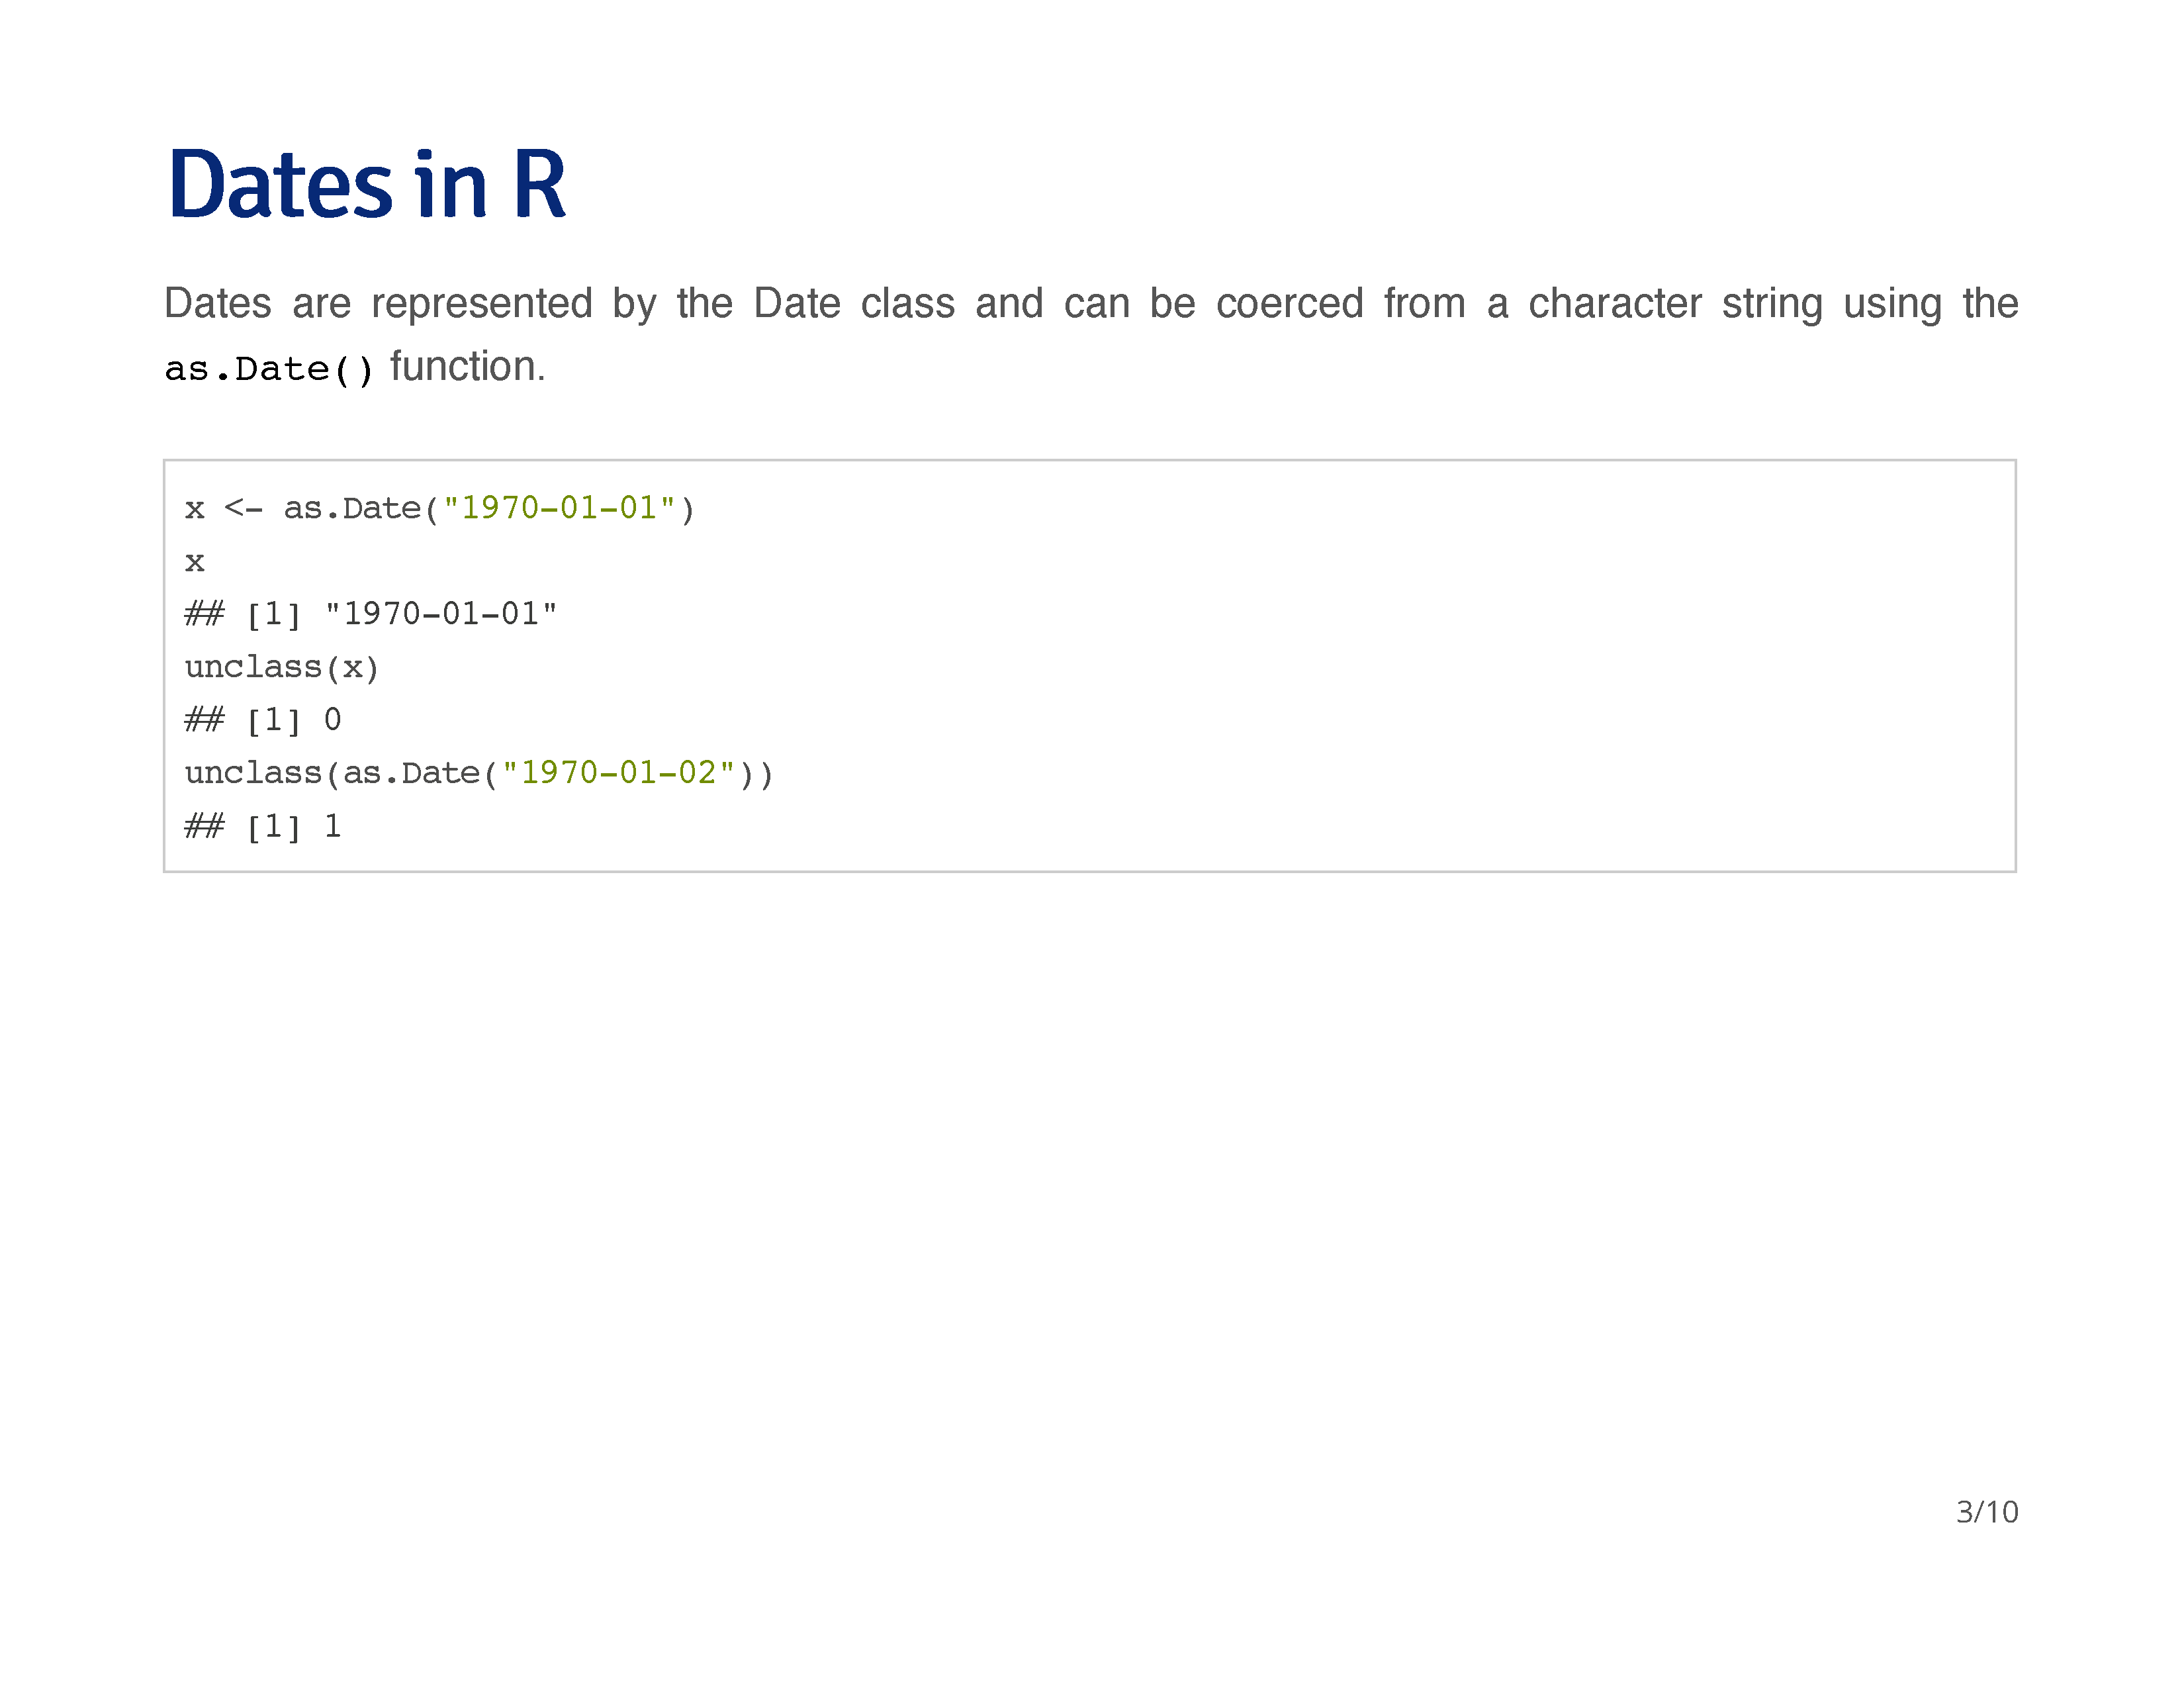 Dates in R
Dates are represented by the Date class and can be coerced from a character string using the
as.Date() function.
x <- as.Date("1970-01-01")
x
## [1] "1970-01-01"
unclass(x)
## [1] 0
unclass(as.Date("1970-01-02"))
## [1] 1
3/10